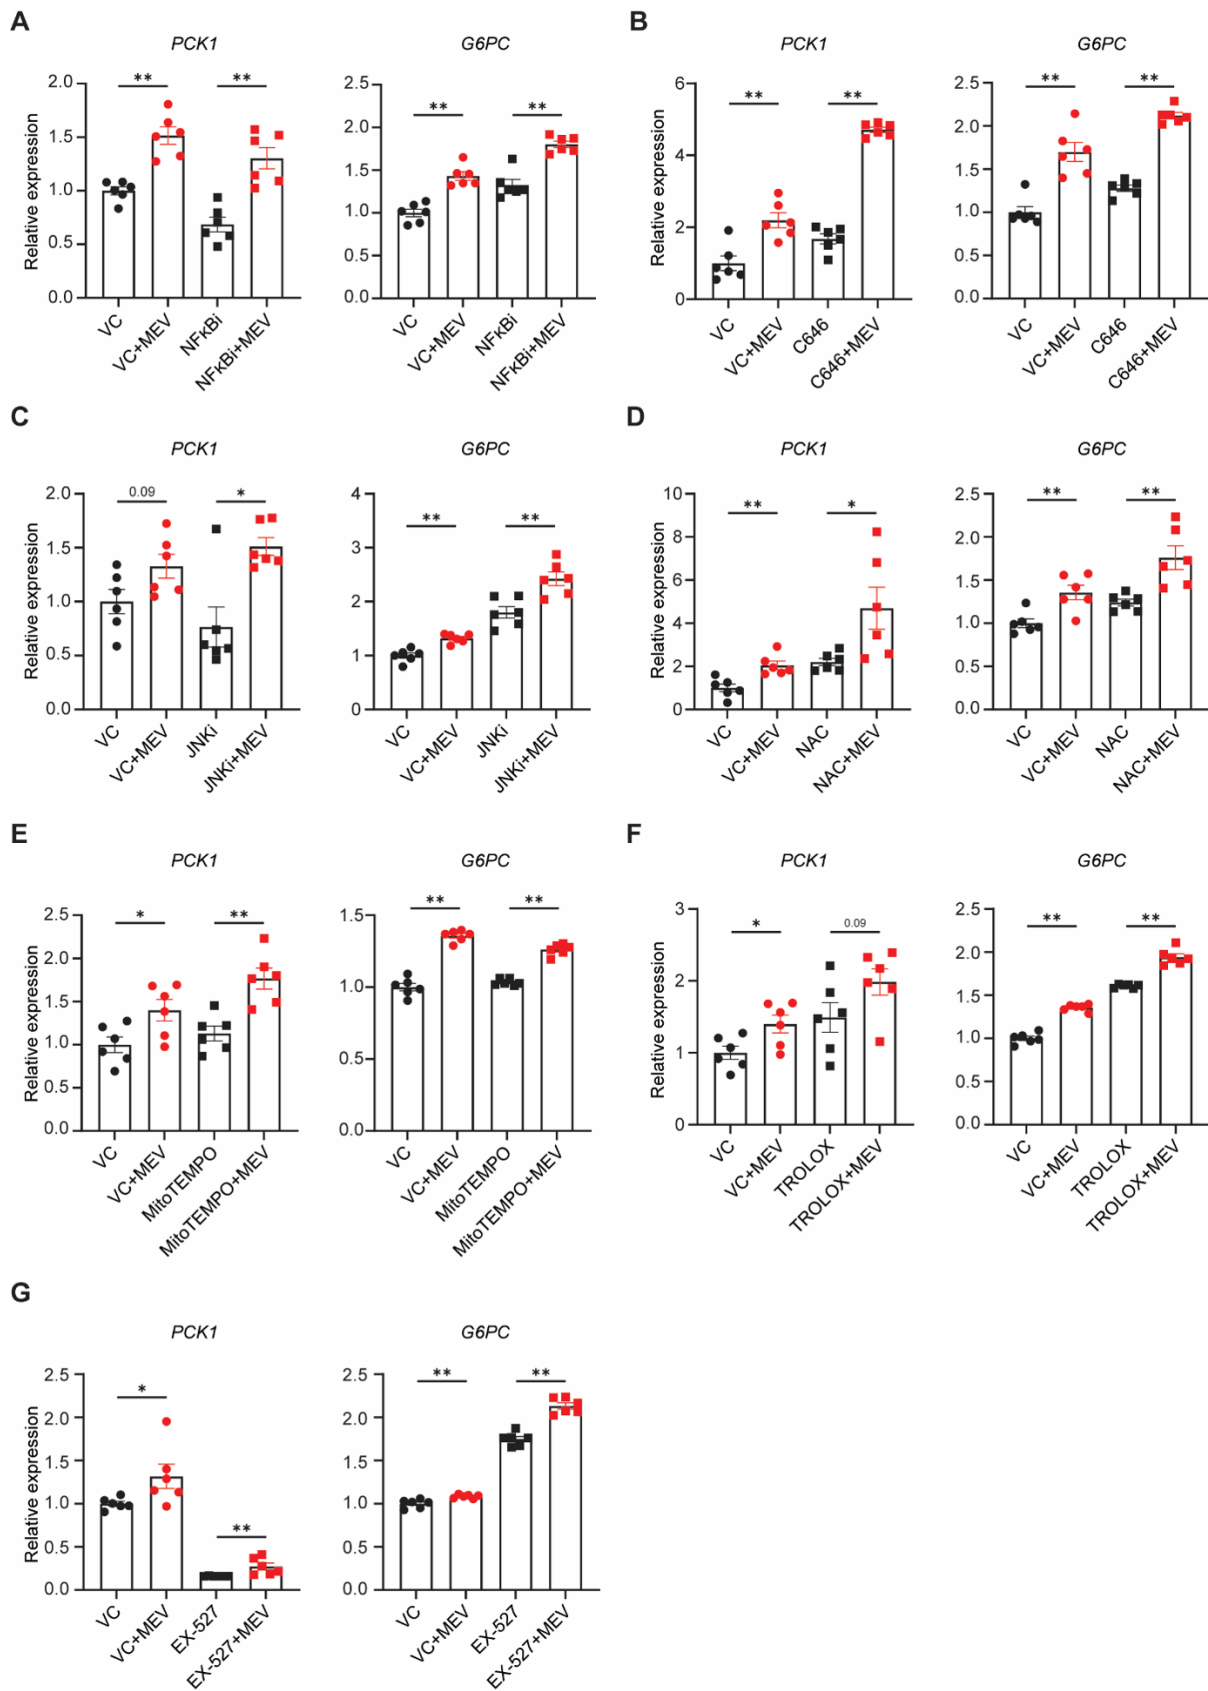 A
PCK1
G6PC
Relative expression
2.0
1.5
1.0
0.5
0.0
**
**
VC
VC+MEV
NFκBi
NFκBi+MEV
2.5
2.0
1.5
1.0
0.5
0.0
**
**
VC
VC+MEV
NFκBi
NFκBi+MEV
B
PCK1
G6PC
Relative expression
6
4
2
0
**
**
VC
VC+MEV
C646
C646+MEV
2.5
2.0
1.5
1.0
0.5
0.0
**
**
VC
VC+MEV
C646
C646+MEV
C
PCK1
G6PC
Relative expression
2.0
1.5
1.0
0.5
0.0
0.09
*
VC
VC+MEV
JNKi
JNKi+MEV
4
3
2
1
0
**
**
VC
VC+MEV
JNKi
JNKi+MEV
D
PCK1
G6PC
Relative expression
10
8
6
4
2
0
**
*
VC
VC+MEV
NAC
NAC+MEV
2.5
2.0
1.5
1.0
0.5
0.0
**
**
VC
VC+MEV
NAC
NAC+MEV
E
PCK1
G6PC
Relative expression
2.5
2.0
1.5
1.0
0.5
0.0
*
**
VC
VC+MEV
MitoTEMPO
MitoTEMPO+MEV
1.5
1.0
0.5
0.0
**
**
VC
VC+MEV
MitoTEMPO
MitoTEMPO+MEV
F
PCK1
G6PC
Relative expression
3
2
1
0
*
0.09
VC
VC+MEV
TROLOX
TROLOX+MEV
2.5
2.0
1.5
1.0
0.5
0.0
**
**
VC
VC+MEV
TROLOX
TROLOX+MEV
G
PCK1
G6PC
Relative expression
2.5
2.0
1.5
1.0
0.5
0.0
*
**
VC
VC+MEV
EX-527
EX-527+MEV
2.5
2.0
1.5
1.0
0.5
0.0
**
**
VC
VC+MEV
EX-527
EX-527+MEV